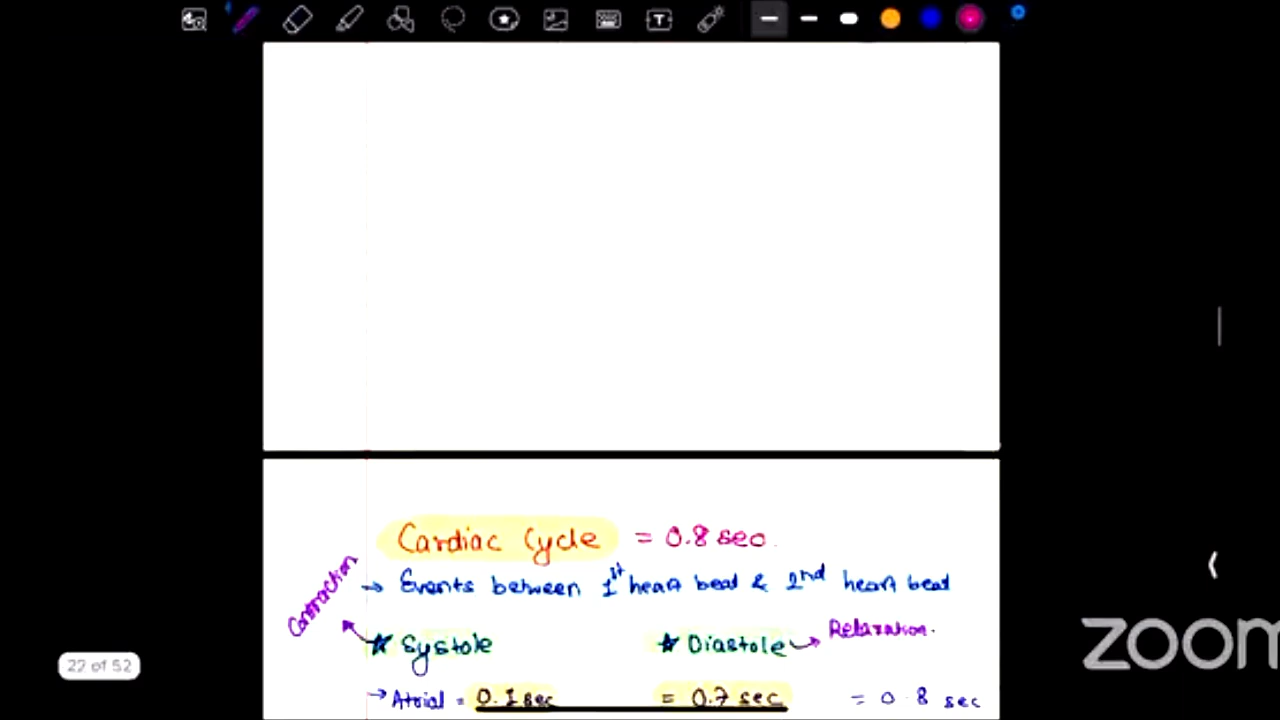 Cardiac Cycle = 0.8 sec.
Contraction
→ Events between 1st heart beat & 2nd heart beat
★ Systole ★ Diastole → Relaxation.
→ Atrial = 0.1 sec = 0.7 sec = 0.8 sec
22 of 52
zoom